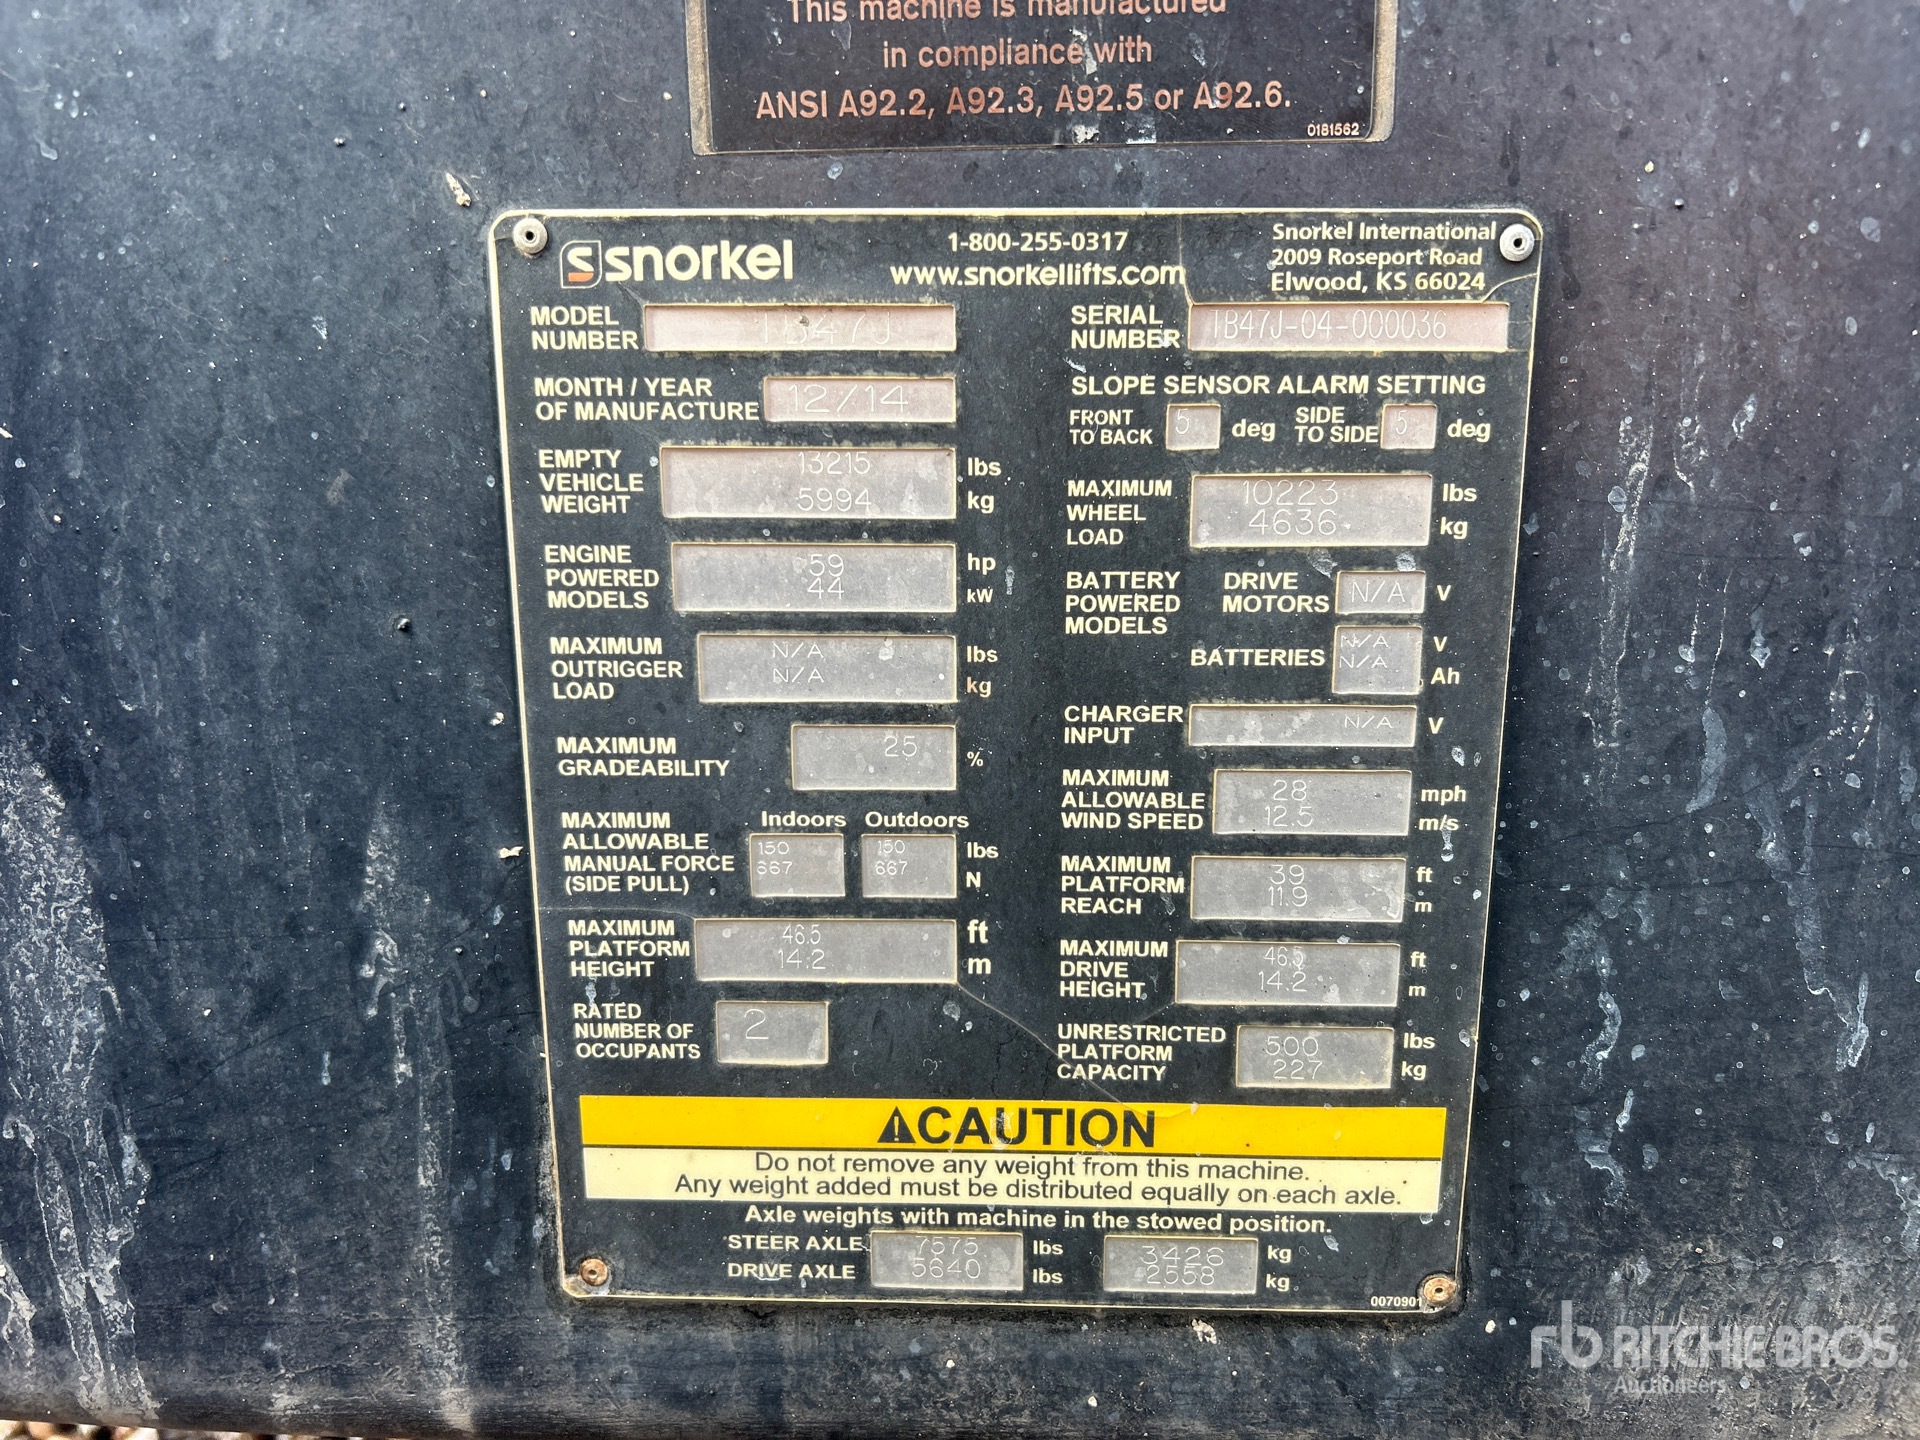 This machine is manufactured
in compliance with
ANSI A92.2, A92.3, A92.5 or A92.6.
0181562
snorkel
1-800-255-0317
www.snorkellifts.com
Snorkel International
2009 Roseport Road
Elwood, KS 66024
MODEL
NUMBER
TB47J
SERIAL
NUMBER
TB47J-04-000036
MONTH / YEAR
OF MANUFACTURE
12/14
SLOPE SENSOR ALARM SETTING
FRONT
TO BACK
5 deg
SIDE
TO SIDE
5 deg
EMPTY
VEHICLE
WEIGHT
13215 lbs
5994 kg
MAXIMUM
WHEEL
LOAD
10223 lbs
4636 kg
ENGINE
POWERED
MODELS
59 hp
44 kW
BATTERY
POWERED
MODELS
DRIVE
MOTORS
N/A V
BATTERIES
N/A V
N/A Ah
MAXIMUM
OUTRIGGER
LOAD
N/A lbs
N/A kg
CHARGER
INPUT
N/A V
MAXIMUM
GRADEABILITY
25 %
MAXIMUM
ALLOWABLE
WIND SPEED
28 mph
12.5 m/s
MAXIMUM
ALLOWABLE
MANUAL FORCE
(SIDE PULL)
Indoors Outdoors
150 150 lbs
667 667 N
MAXIMUM
PLATFORM
REACH
39 ft
11.9 m
MAXIMUM
PLATFORM
HEIGHT
46.5 ft
14.2 m
MAXIMUM
DRIVE
HEIGHT
46.5 ft
14.2 m
RATED
NUMBER OF
OCCUPANTS
2
UNRESTRICTED
PLATFORM
CAPACITY
500 lbs
227 kg
CAUTION
Do not remove any weight from this machine.
Any weight added must be distributed equally on each axle.
Axle weights with machine in the stowed position.
STEER AXLE 7575 lbs 3426 kg
DRIVE AXLE 5640 lbs 2558 kg
0070901
rb RITCHIE BROS.
Auctioneers